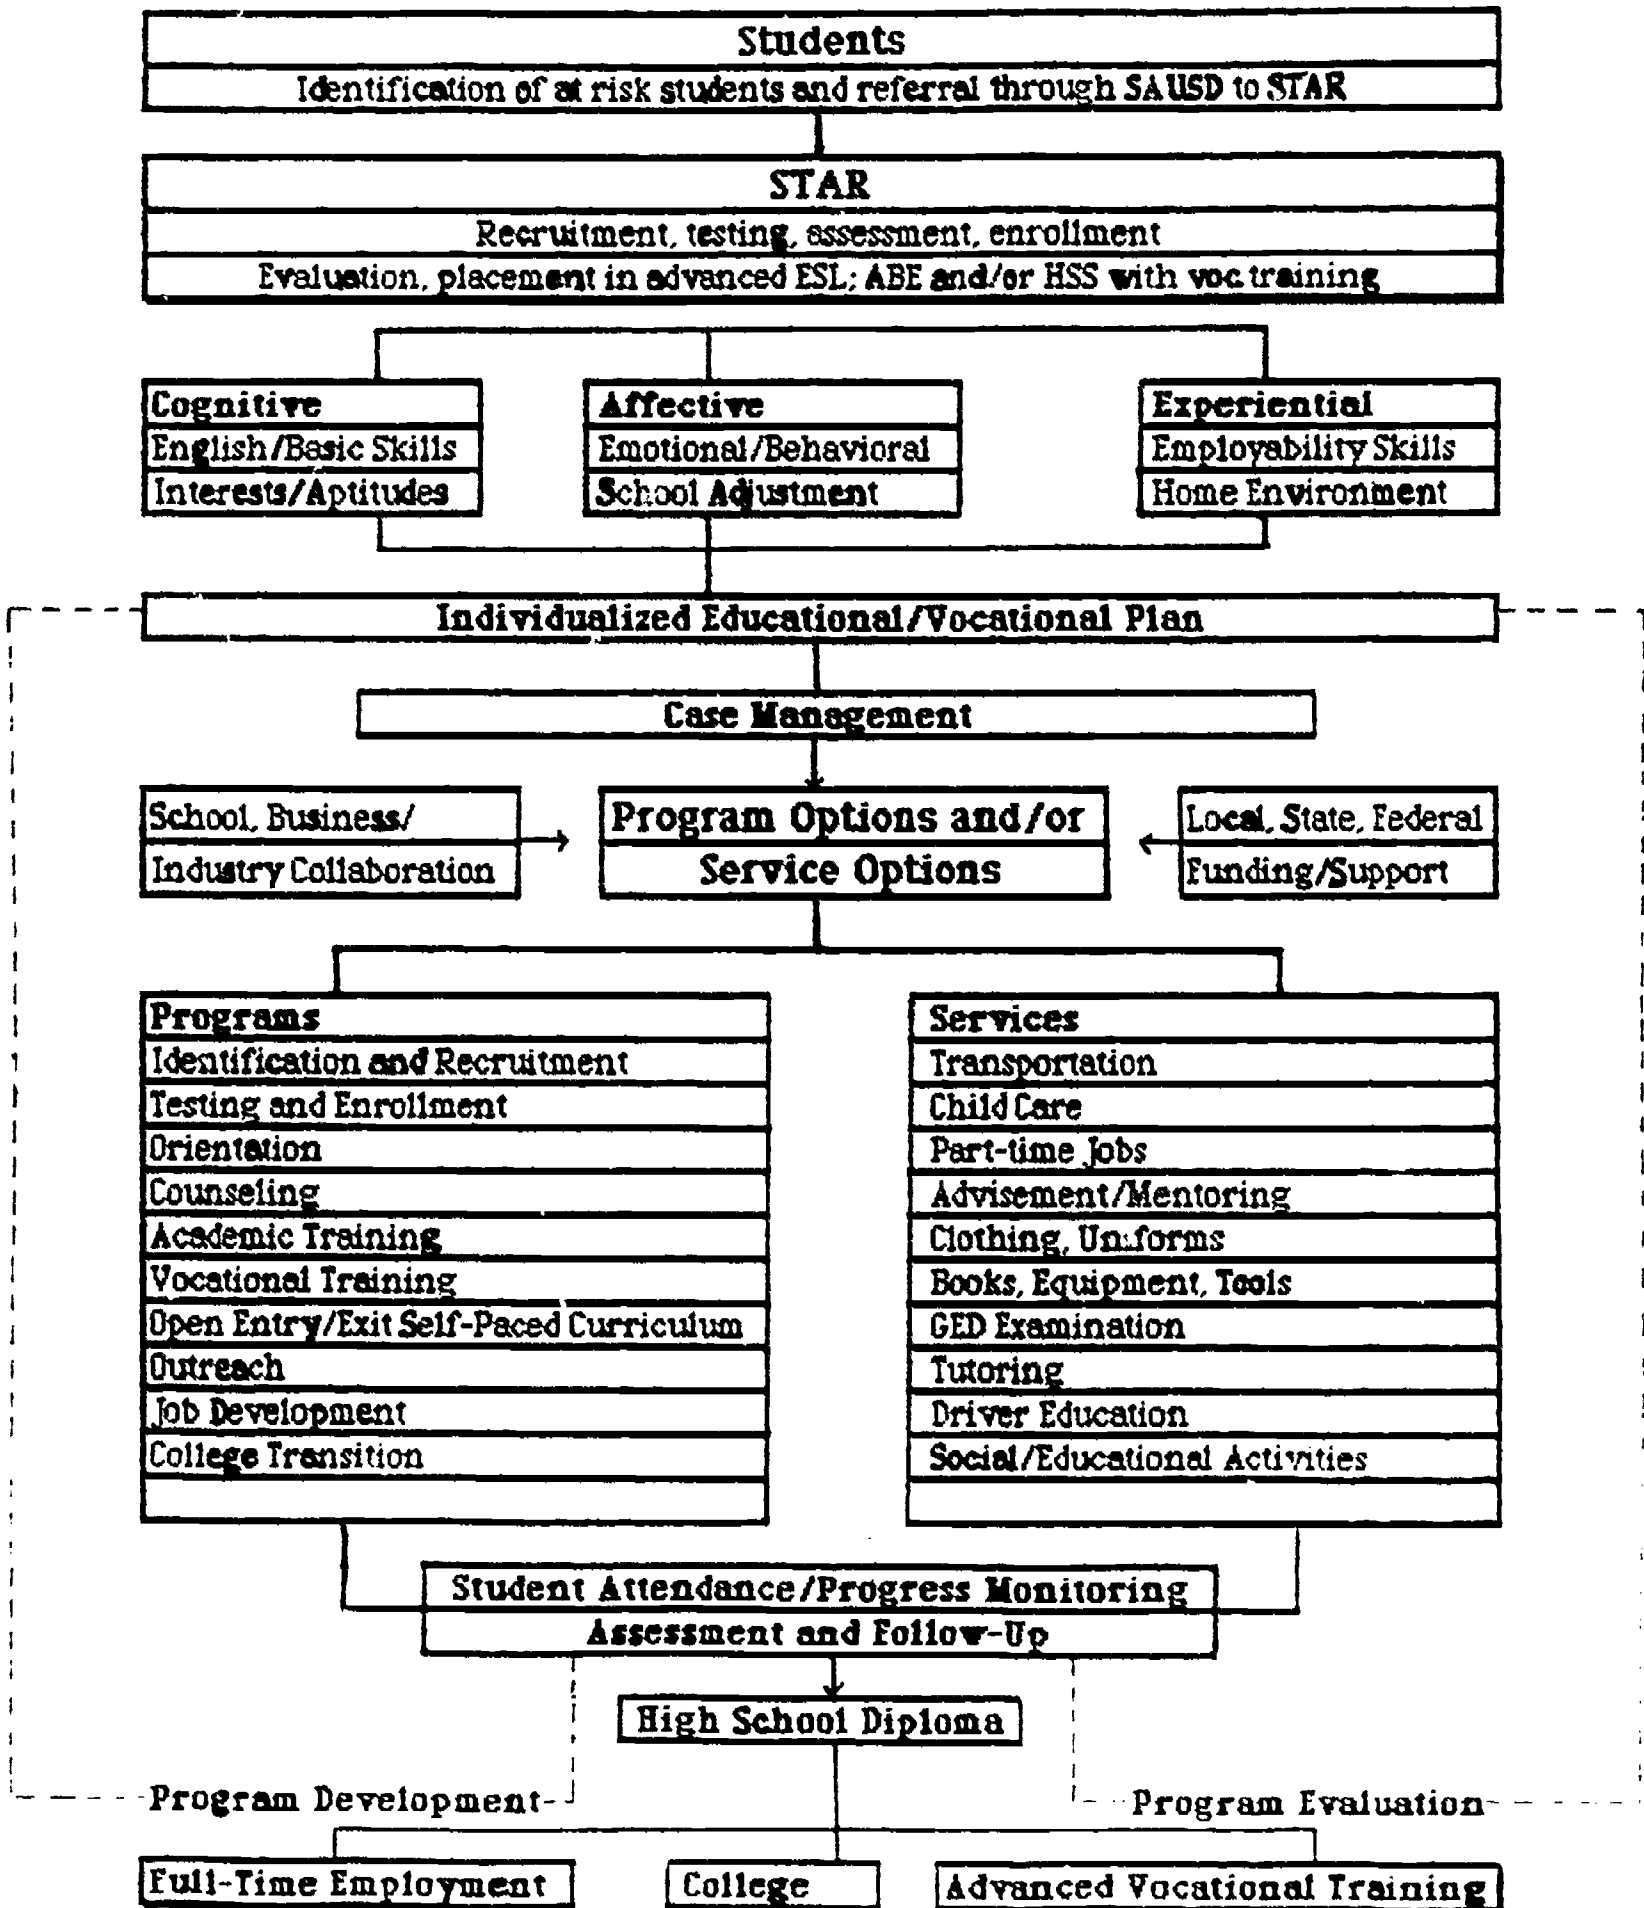 Students
Identification of at risk students and referral through SAUSD to STAR
STAR
Recruitment, testing, assessment, enrollment
Evaluation, placement in advanced ESL; ABE and/or HSS with voc. training
Cognitive
English/Basic Skills
Interests/Aptitudes
Affective
Emotional/Behavioral
School Adjustment
Experiential
Employability Skills
Home Environment
Individualized Educational/Vocational Plan
Case Management
School, Business/
Industry Collaboration
Program Options and/or
Service Options
Local, State, Federal
Funding/Support
Programs
Identification and Recruitment
Testing and Enrollment
Orientation
Counseling
Academic Training
Vocational Training
Open Entry/Exit Self-Paced Curriculum
Outreach
Job Development
College Transition
Services
Transportation
Child Care
Part-time Jobs
Advisement/Mentoring
Clothing, Uniforms
Books, Equipment, Tools
GED Examination
Tutoring
Driver Education
Social/Educational Activities
Student Attendance/Progress Monitoring
Assessment and Follow-Up
High School Diploma
Program Development
Program Evaluation
Full-Time Employment
College
Advanced Vocational Training